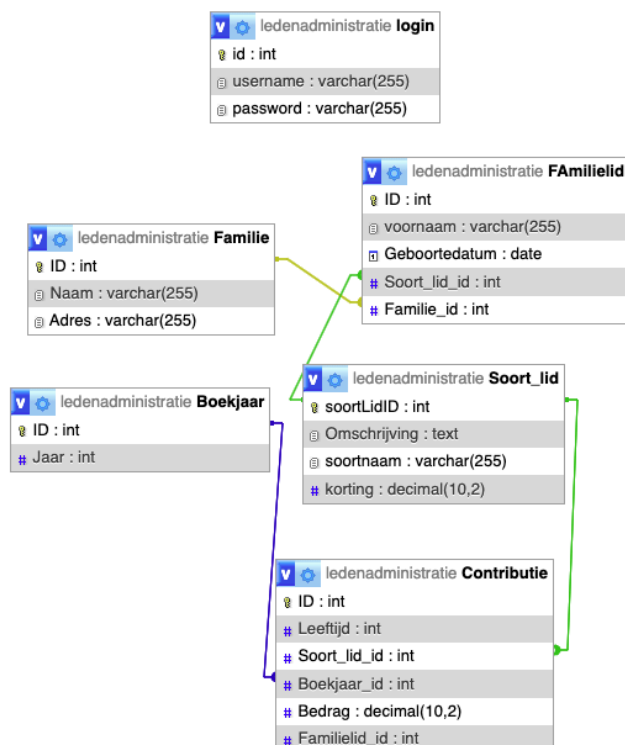 v ledenadministratie login
id : int
username : varchar(255)
password : varchar(255)
v ledenadministratie FAmilielid
ID : int
voornaam : varchar(255)
Geboortedatum : date
# Soort_lid_id : int
# Familie_id : int
v ledenadministratie Familie
ID : int
Naam : varchar(255)
Adres : varchar(255)
v ledenadministratie Soort_lid
soortLidID : int
Omschrijving : text
soortnaam : varchar(255)
# korting : decimal(10,2)
v ledenadministratie Boekjaar
ID : int
# Jaar : int
v ledenadministratie Contributie
ID : int
# Leeftijd : int
# Soort_lid_id : int
# Boekjaar_id : int
# Bedrag : decimal(10,2)
# Familielid_id : int